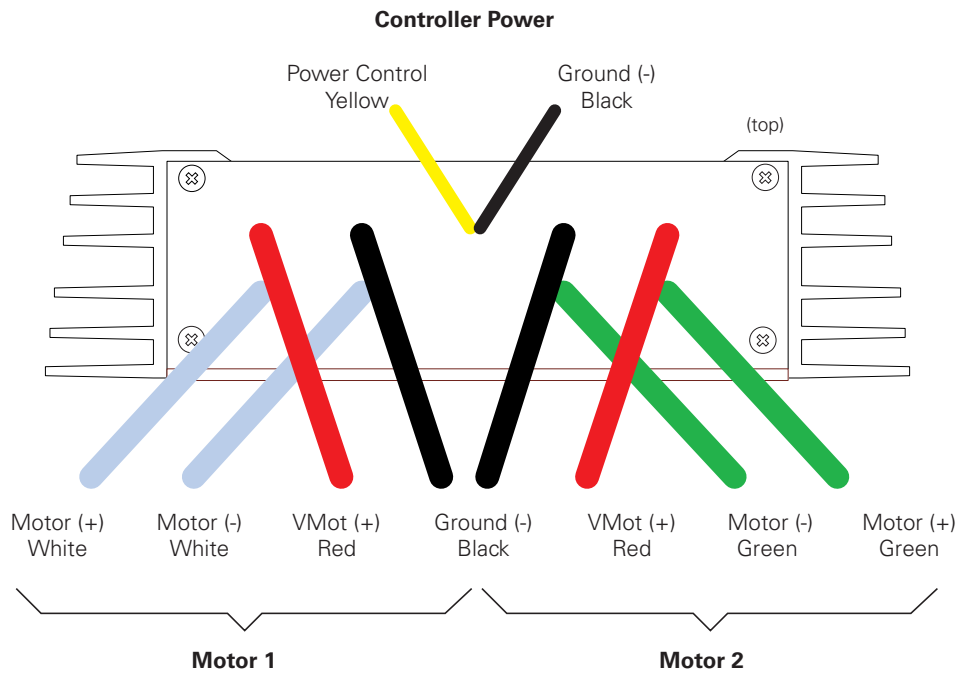 Controller Power
Power Control
Yellow
Ground (-)
Black
(top)
Motor (+)
White
Motor (-)
White
VMot (+)
Red
Ground (-)
Black
VMot (+)
Red
Motor (-)
Green
Motor (+)
Green
Motor 1
Motor 2